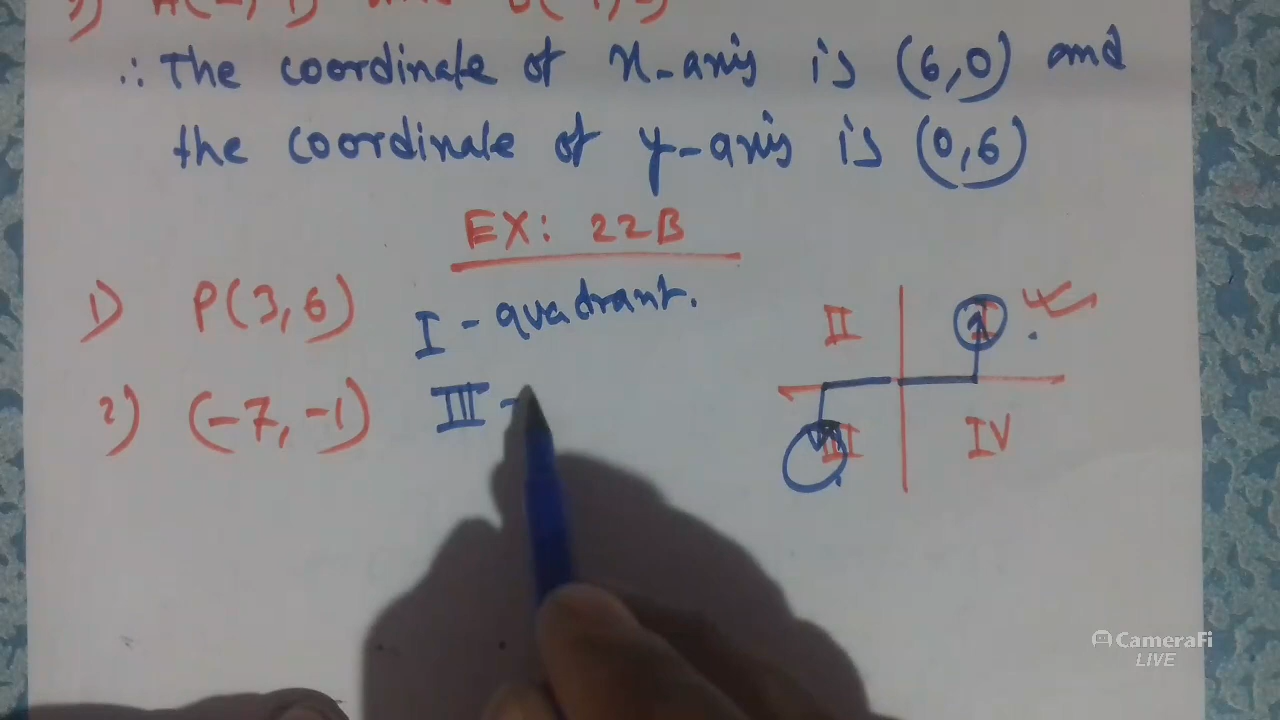 ∴ The coordinate of x-axis is (6,0) and
the coordinate of y-axis is (0,6)
EX: 22B
1) P(3,6) I - quadrant.
2) (-7,-1) III -
II I
III IV
CameraFi
LIVE